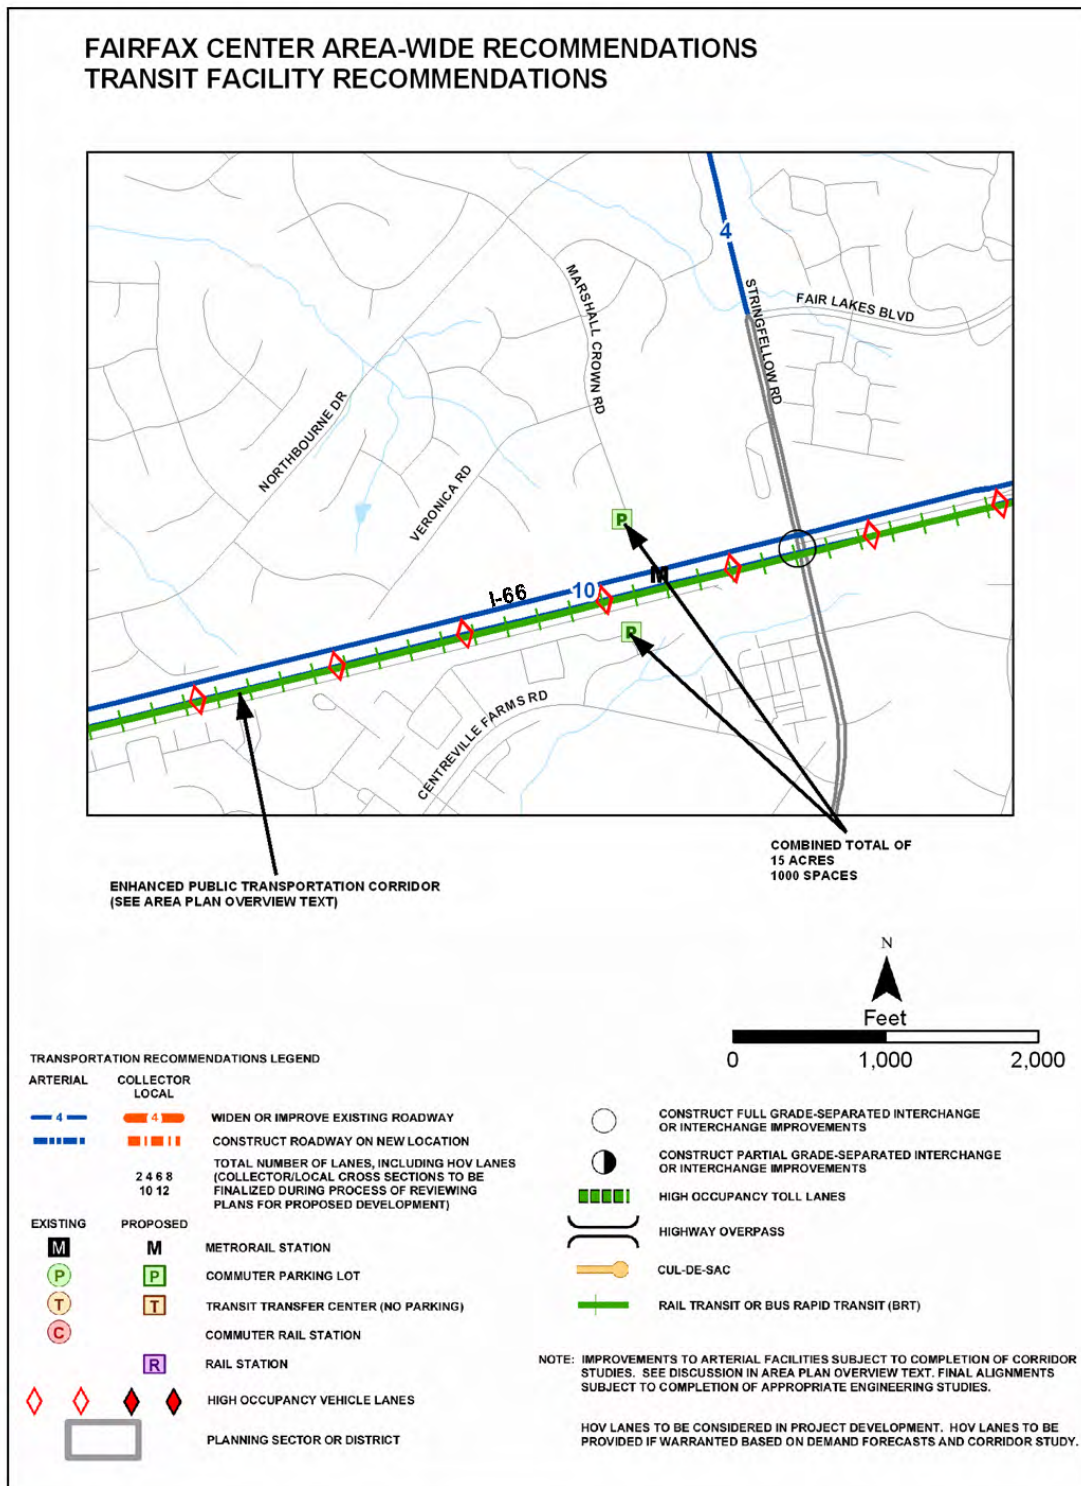 FAIRFAX CENTER AREA-WIDE RECOMMENDATIONS
TRANSIT FACILITY RECOMMENDATIONS
4
MARSHALL CROWN RD
STRINGFELLOW RD
FAIR LAKES BLVD
NORTHBOURNE DR
VERONICA RD
P
M
I-66
10
P
CENTREVILLE FARMS RD
COMBINED TOTAL OF
15 ACRES
1000 SPACES
ENHANCED PUBLIC TRANSPORTATION CORRIDOR
(SEE AREA PLAN OVERVIEW TEXT)
N
Feet
0 1,000 2,000
TRANSPORTATION RECOMMENDATIONS LEGEND
ARTERIAL COLLECTOR
LOCAL
4 4 WIDEN OR IMPROVE EXISTING ROADWAY
CONSTRUCT ROADWAY ON NEW LOCATION
2 4 6 8
10 12
TOTAL NUMBER OF LANES, INCLUDING HOV LANES
(COLLECTOR/LOCAL CROSS SECTIONS TO BE
FINALIZED DURING PROCESS OF REVIEWING
PLANS FOR PROPOSED DEVELOPMENT)
EXISTING PROPOSED
M M METRORAIL STATION
P P COMMUTER PARKING LOT
T T TRANSIT TRANSFER CENTER (NO PARKING)
C COMMUTER RAIL STATION
R RAIL STATION
HIGH OCCUPANCY VEHICLE LANES
PLANNING SECTOR OR DISTRICT
CONSTRUCT FULL GRADE-SEPARATED INTERCHANGE
OR INTERCHANGE IMPROVEMENTS
CONSTRUCT PARTIAL GRADE-SEPARATED INTERCHANGE
OR INTERCHANGE IMPROVEMENTS
HIGH OCCUPANCY TOLL LANES
HIGHWAY OVERPASS
CUL-DE-SAC
RAIL TRANSIT OR BUS RAPID TRANSIT (BRT)
NOTE: IMPROVEMENTS TO ARTERIAL FACILITIES SUBJECT TO COMPLETION OF CORRIDOR
STUDIES. SEE DISCUSSION IN AREA PLAN OVERVIEW TEXT. FINAL ALIGNMENTS
SUBJECT TO COMPLETION OF APPROPRIATE ENGINEERING STUDIES.
HOV LANES TO BE CONSIDERED IN PROJECT DEVELOPMENT. HOV LANES TO BE
PROVIDED IF WARRANTED BASED ON DEMAND FORECASTS AND CORRIDOR STUDY.